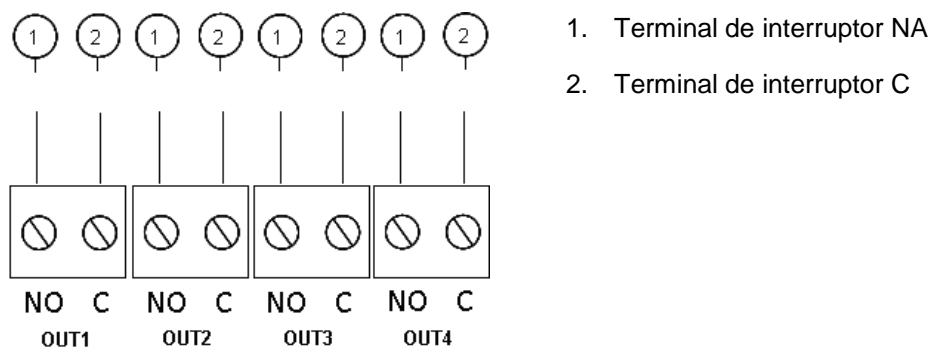 1 2 1 2 1 2 1 2
1. Terminal de interruptor NA
2. Terminal de interruptor C
NO C NO C NO C NO C
OUT1 OUT2 OUT3 OUT4